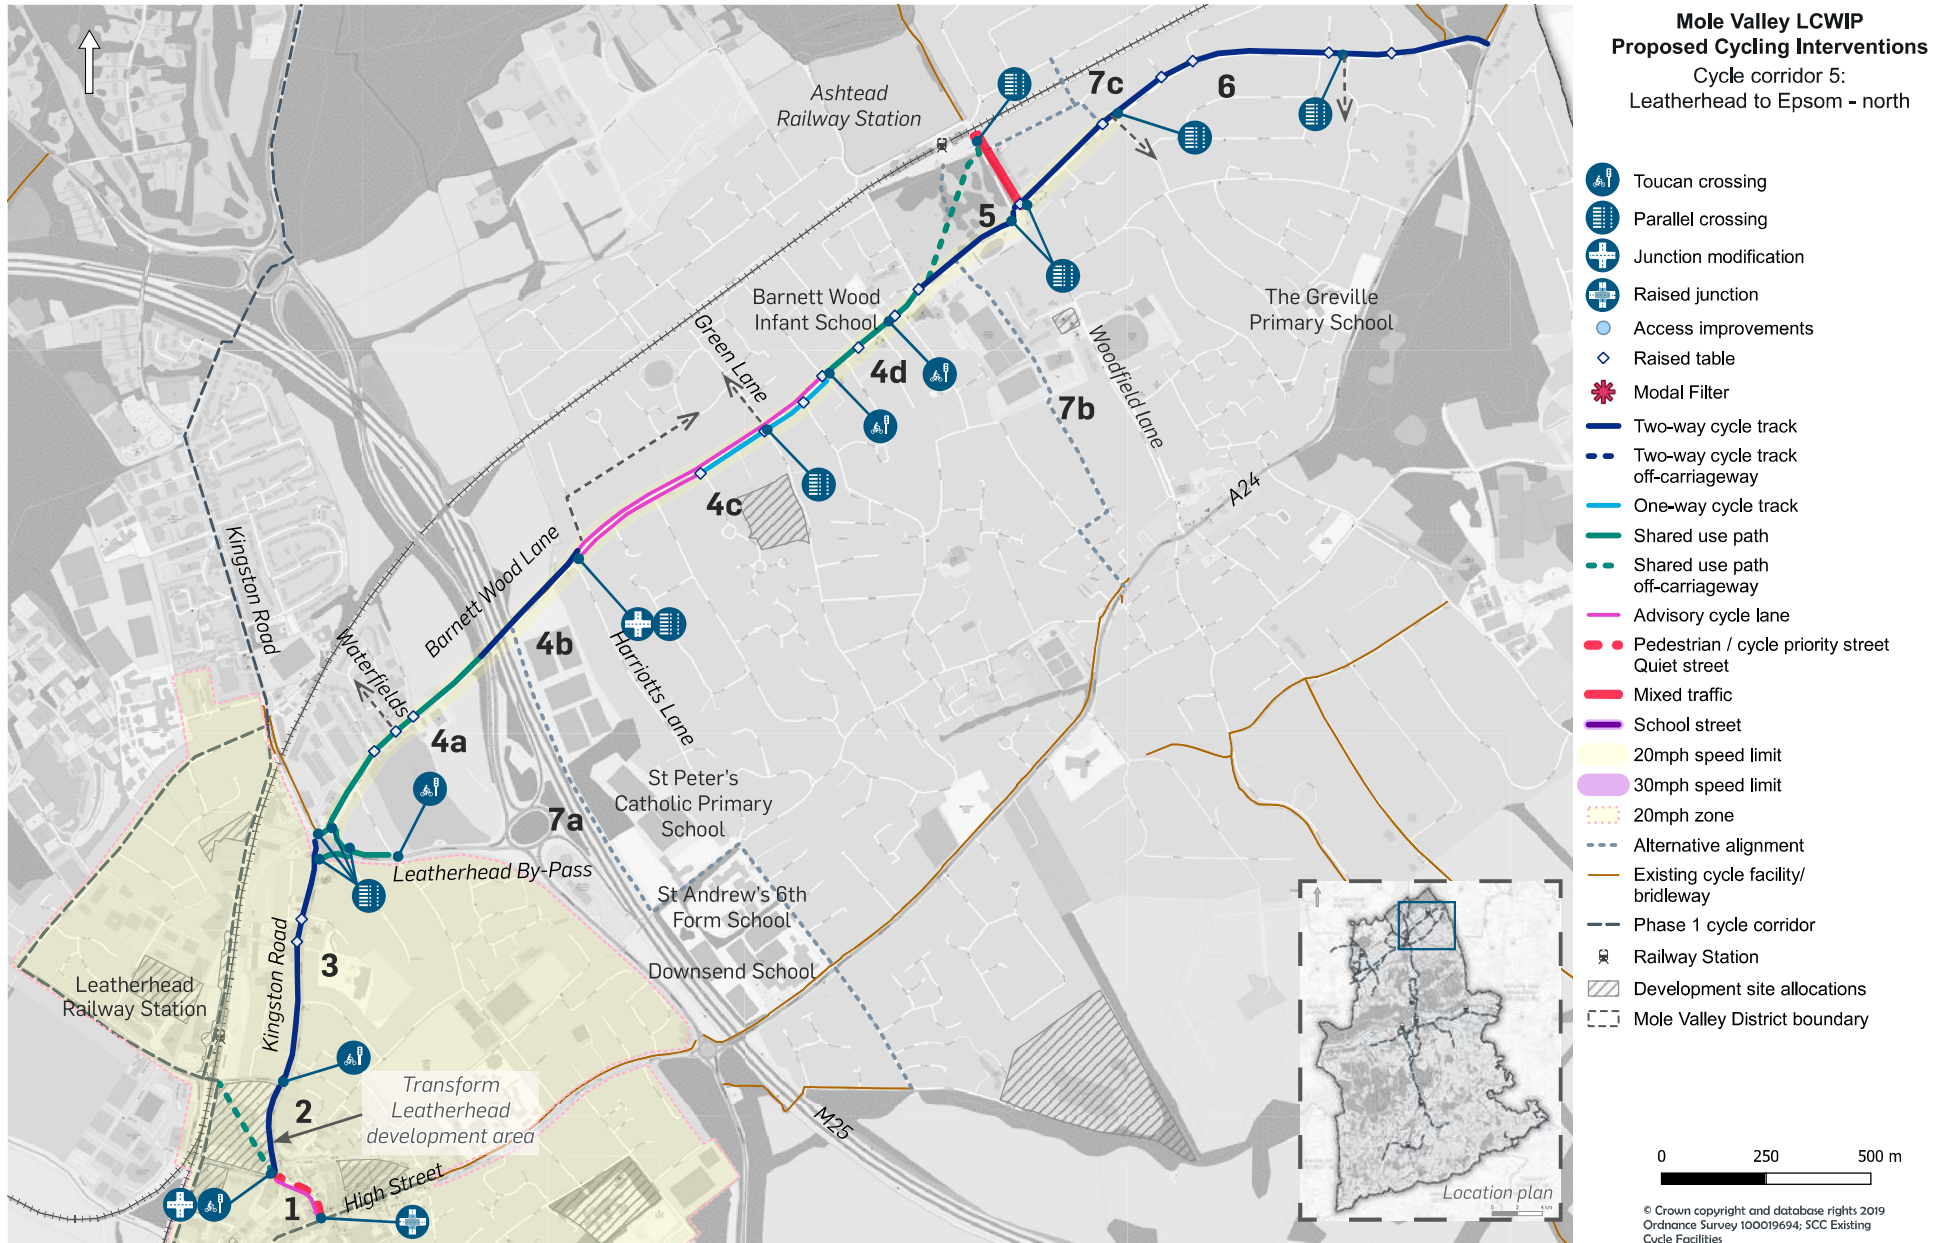 Mole Valley LCWIP
Proposed Cycling Interventions
Cycle corridor 5:
Leatherhead to Epsom - north
Toucan crossing
Parallel crossing
Junction modification
Raised junction
Access improvements
Raised table
Modal Filter
Two-way cycle track
Two-way cycle track
off-carriageway
One-way cycle track
Shared use path
Shared use path
off-carriageway
Advisory cycle lane
Pedestrian / cycle priority street
Quiet street
Mixed traffic
School street
20mph speed limit
30mph speed limit
20mph zone
Alternative alignment
Existing cycle facility/
bridleway
Phase 1 cycle corridor
Railway Station
Development site allocations
Mole Valley District boundary
0 250 500 m
© Crown copyright and database rights 2019
Ordnance Survey 100019694; SCC Existing
Cycle Facilities
Location plan
Ashtead
Railway Station
7c
6
5
Barnett Wood
Infant School
The Greville
Primary School
Green Lane
4d
Woodfield lane
7b
4c
A24
Kingston Road
Barnett Wood Lane
Waterfields
4b
Harriotts Lane
4a
St Peter's
Catholic Primary
School
7a
Leatherhead By-Pass
St Andrew's 6th
Form School
Downsend School
3
Leatherhead
Railway Station
Kingston Road
Transform
Leatherhead
development area
2
M25
1
High Street